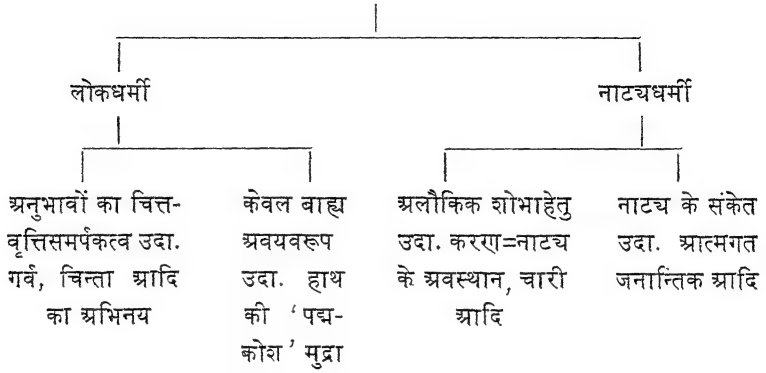 लोकधर्मी
नाट्यधर्मी
अनुभावों का चित्त-
वृत्तिसमर्पकत्व उदा.
गर्व, चिन्ता आदि
का अभिनय
केवल बाह्य
अवयवरूप
उदा. हाथ
की ‘पद्म-
कोश’ मुद्रा
अलौकिक शोभाहेतु
उदा. करण=नाट्य
के अवस्थान, चारी
आदि
नाट्य के संकेत
उदा. आत्मगत
जनान्तिक आदि